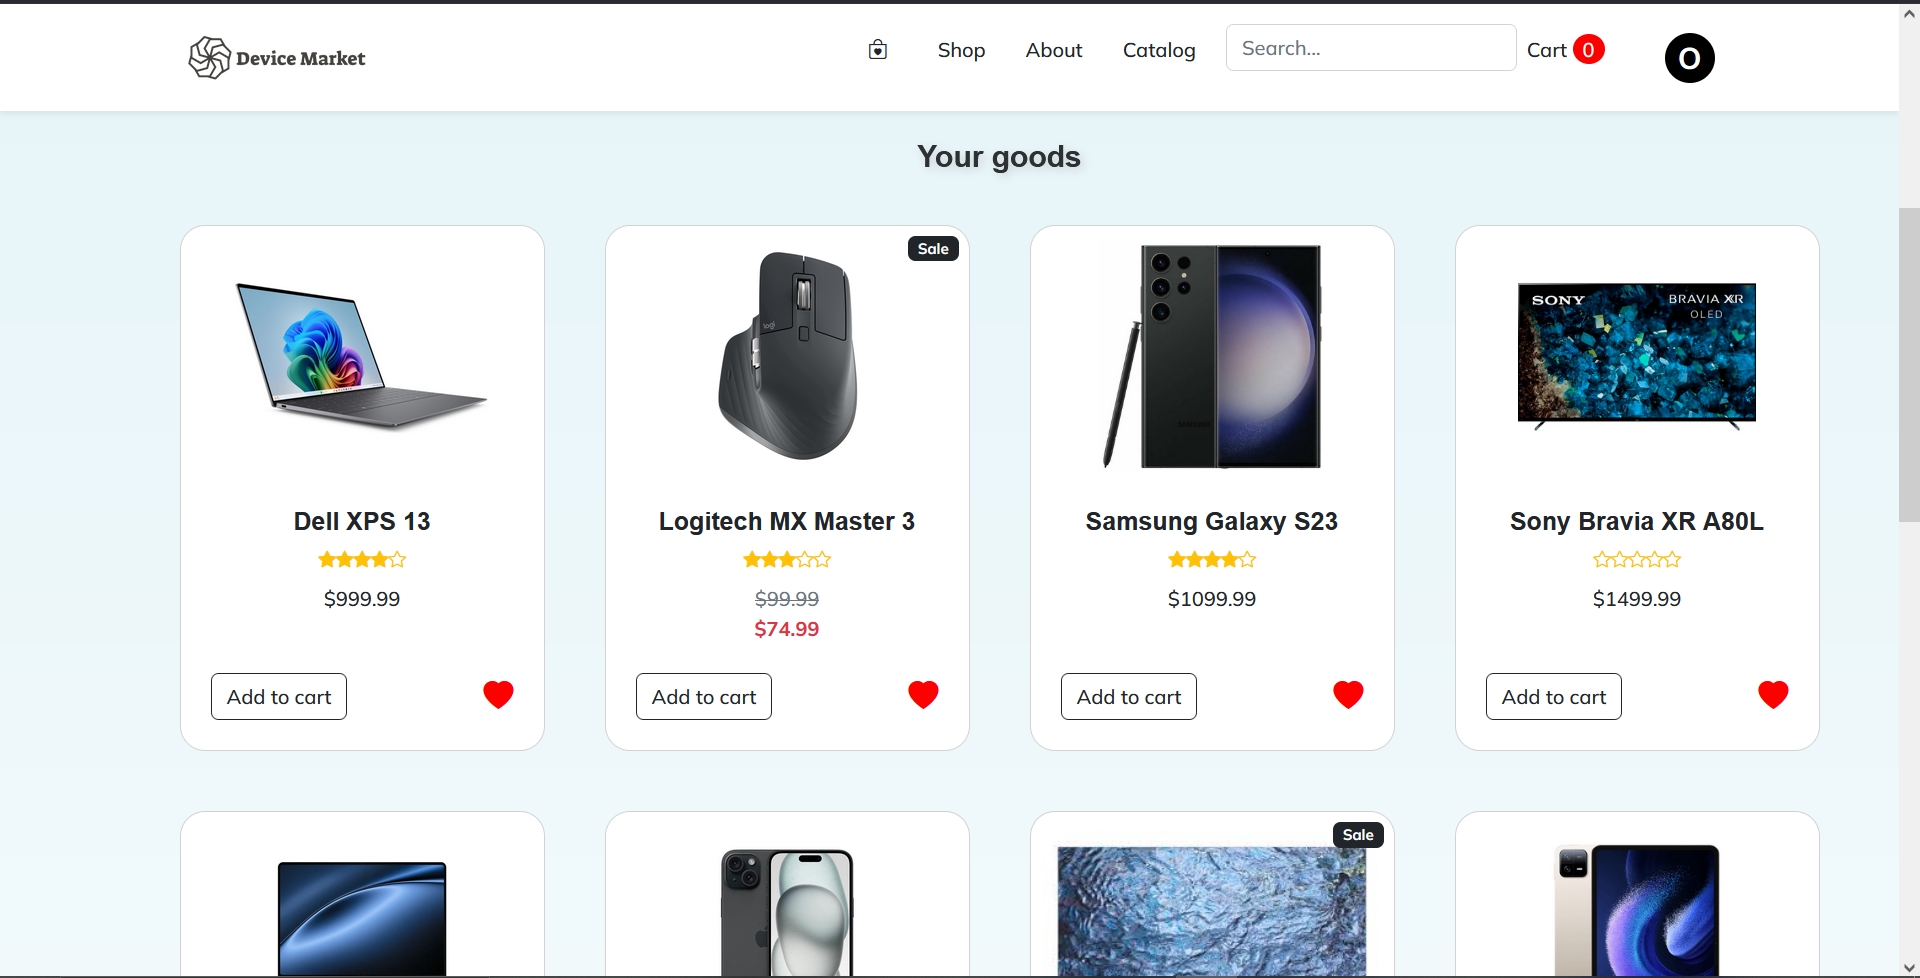 Device Market
Shop
About
Catalog
Search...
Cart 0
O
Your goods
Sale
logi
SAMSUNG
SONY
BRAVIA XR
OLED
Dell XPS 13
Logitech MX Master 3
Samsung Galaxy S23
Sony Bravia XR A80L
$999.99
$99.99
$74.99
$1099.99
$1499.99
Add to cart
Add to cart
Add to cart
Add to cart
Sale